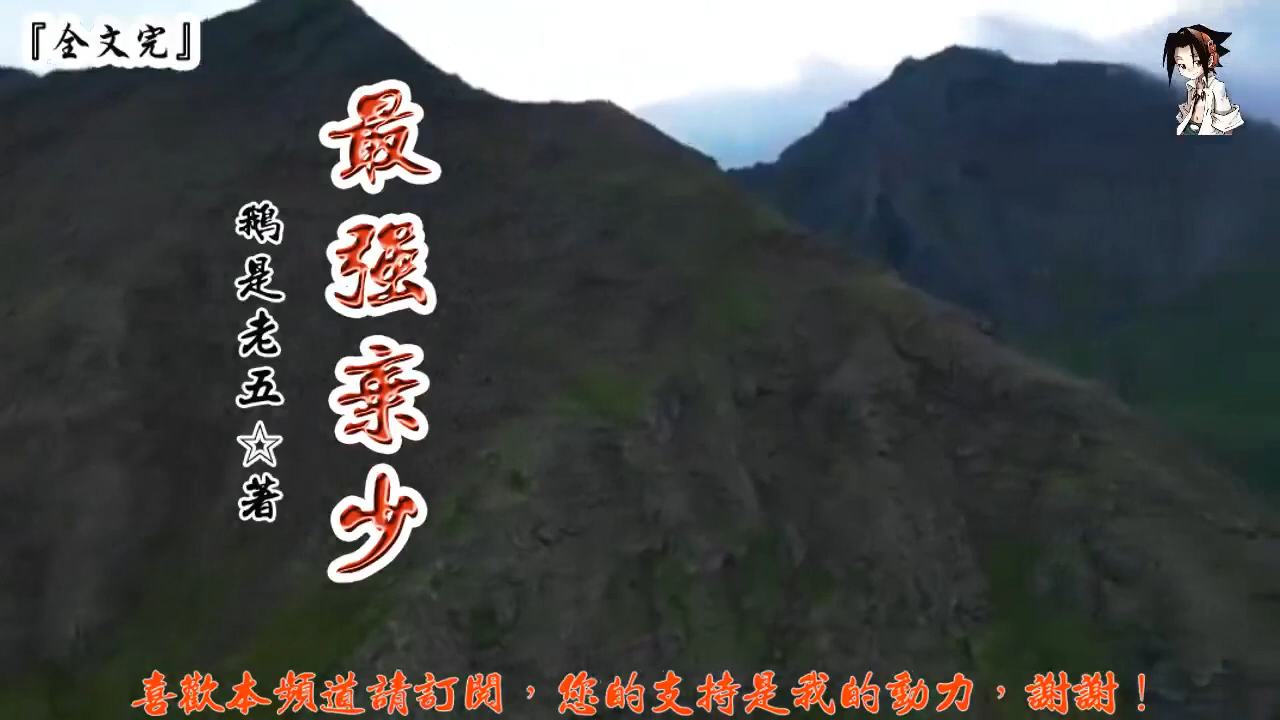 『全文完』
最強棄少
鵝是老五☆著
喜歡本頻道請訂閱，您的支持是我的動力，謝謝！